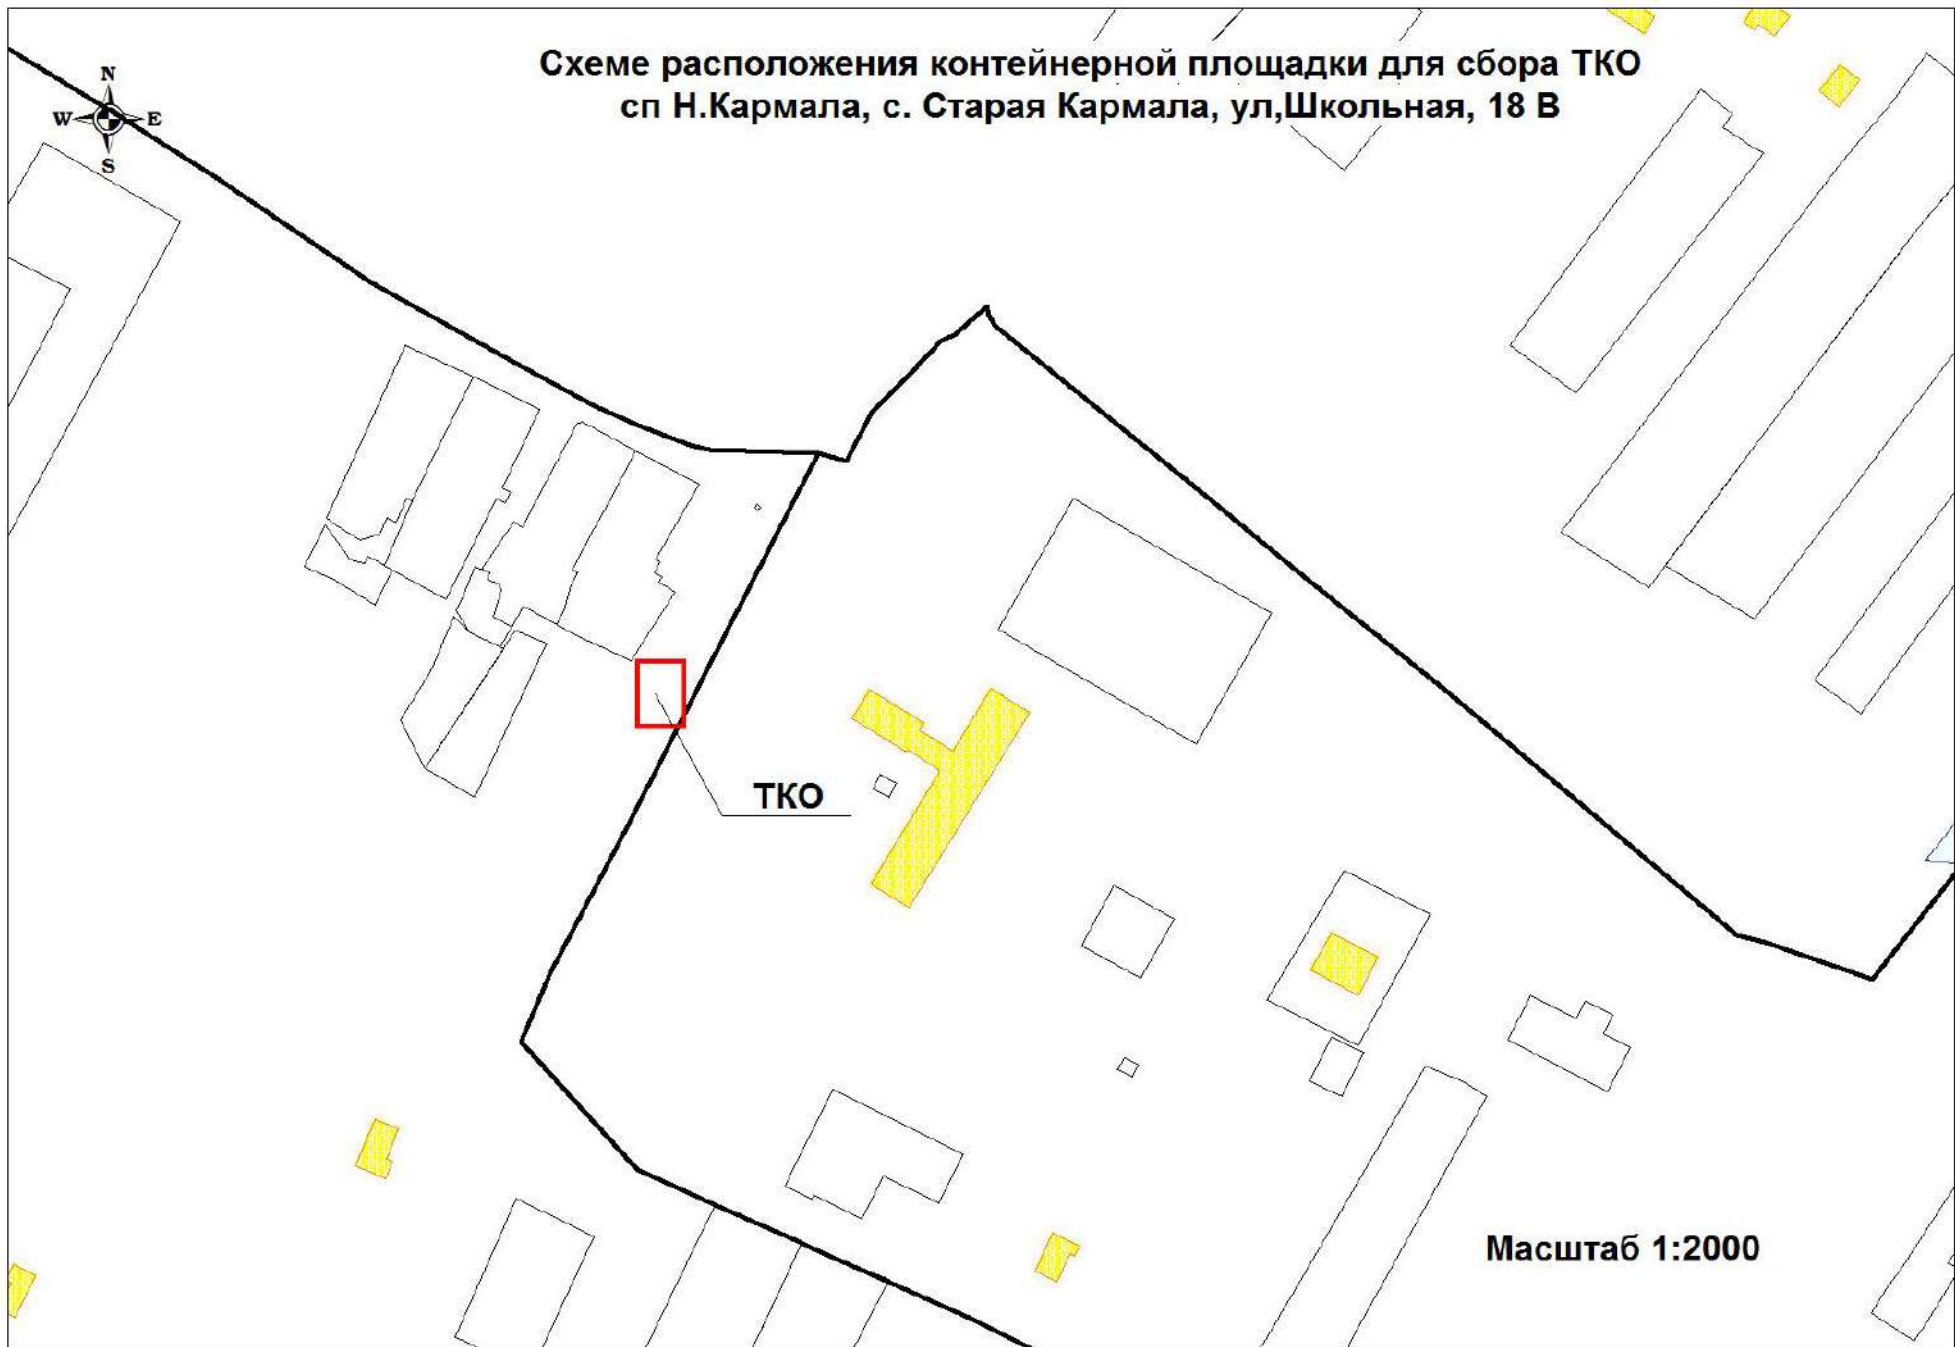 Схеме расположения контейнерной площадки для сбора ТКО
сп Н.Кармала, с. Старая Кармала, ул,Школьная, 18 В
N
W E
S
ТКО
Масштаб 1:2000